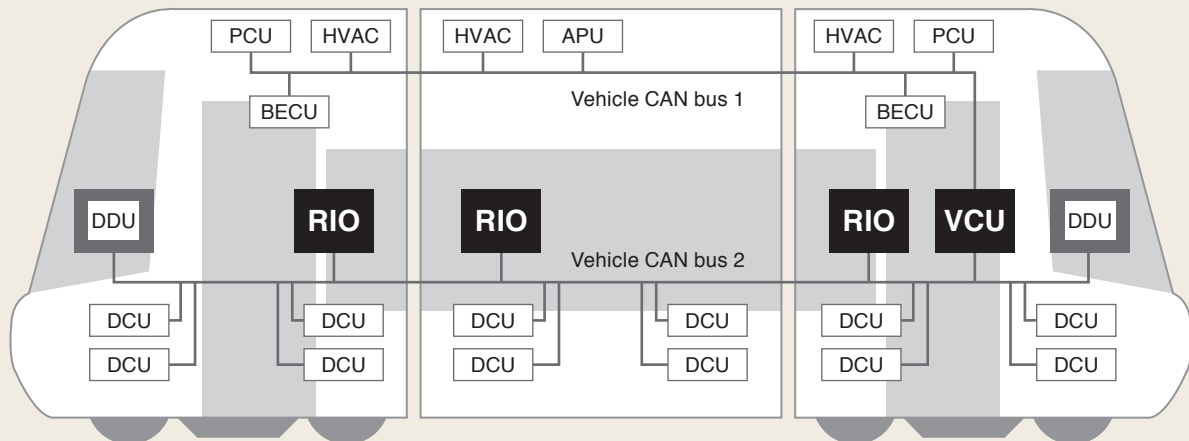 PCU HVAC HVAC APU HVAC PCU
Vehicle CAN bus 1
BECU BECU
DDU RIO RIO RIO VCU DDU
Vehicle CAN bus 2
DCU DCU DCU DCU DCU DCU
DCU DCU DCU DCU DCU DCU